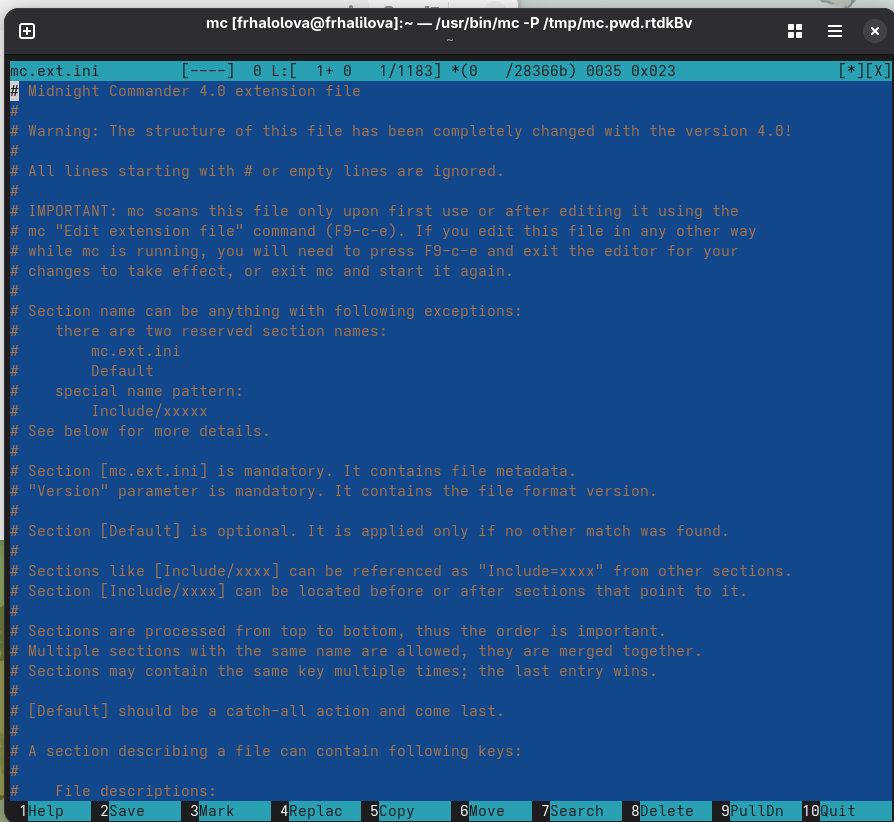 mc [frhalolova@frhalilova]:~ — /usr/bin/mc -P /tmp/mc.pwd.rtdkBv
~
mc.ext.ini         [----]  0 L:[  1+ 0   1/1183] *(0   /28366b) 0035 0x023                  [*][X]
# Midnight Commander 4.0 extension file
#
# Warning: The structure of this file has been completely changed with the version 4.0!
#
# All lines starting with # or empty lines are ignored.
#
# IMPORTANT: mc scans this file only upon first use or after editing it using the
# mc "Edit extension file" command (F9-c-e). If you edit this file in any other way
# while mc is running, you will need to press F9-c-e and exit the editor for your
# changes to take effect, or exit mc and start it again.
#
# Section name can be anything with following exceptions:
#    there are two reserved section names:
#        mc.ext.ini
#        Default
#    special name pattern:
#        Include/xxxxx
# See below for more details.
#
# Section [mc.ext.ini] is mandatory. It contains file metadata.
# "Version" parameter is mandatory. It contains the file format version.
#
# Section [Default] is optional. It is applied only if no other match was found.
#
# Sections like [Include/xxxx] can be referenced as "Include=xxxx" from other sections.
# Section [Include/xxxx] can be located before or after sections that point to it.
#
# Sections are processed from top to bottom, thus the order is important.
# Multiple sections with the same name are allowed, they are merged together.
# Sections may contain the same key multiple times; the last entry wins.
#
# [Default] should be a catch-all action and come last.
#
# A section describing a file can contain following keys:
#
#    File descriptions:
1Help  2Save  3Mark  4Replac  5Copy  6Move  7Search  8Delete  9PullDn  10Quit